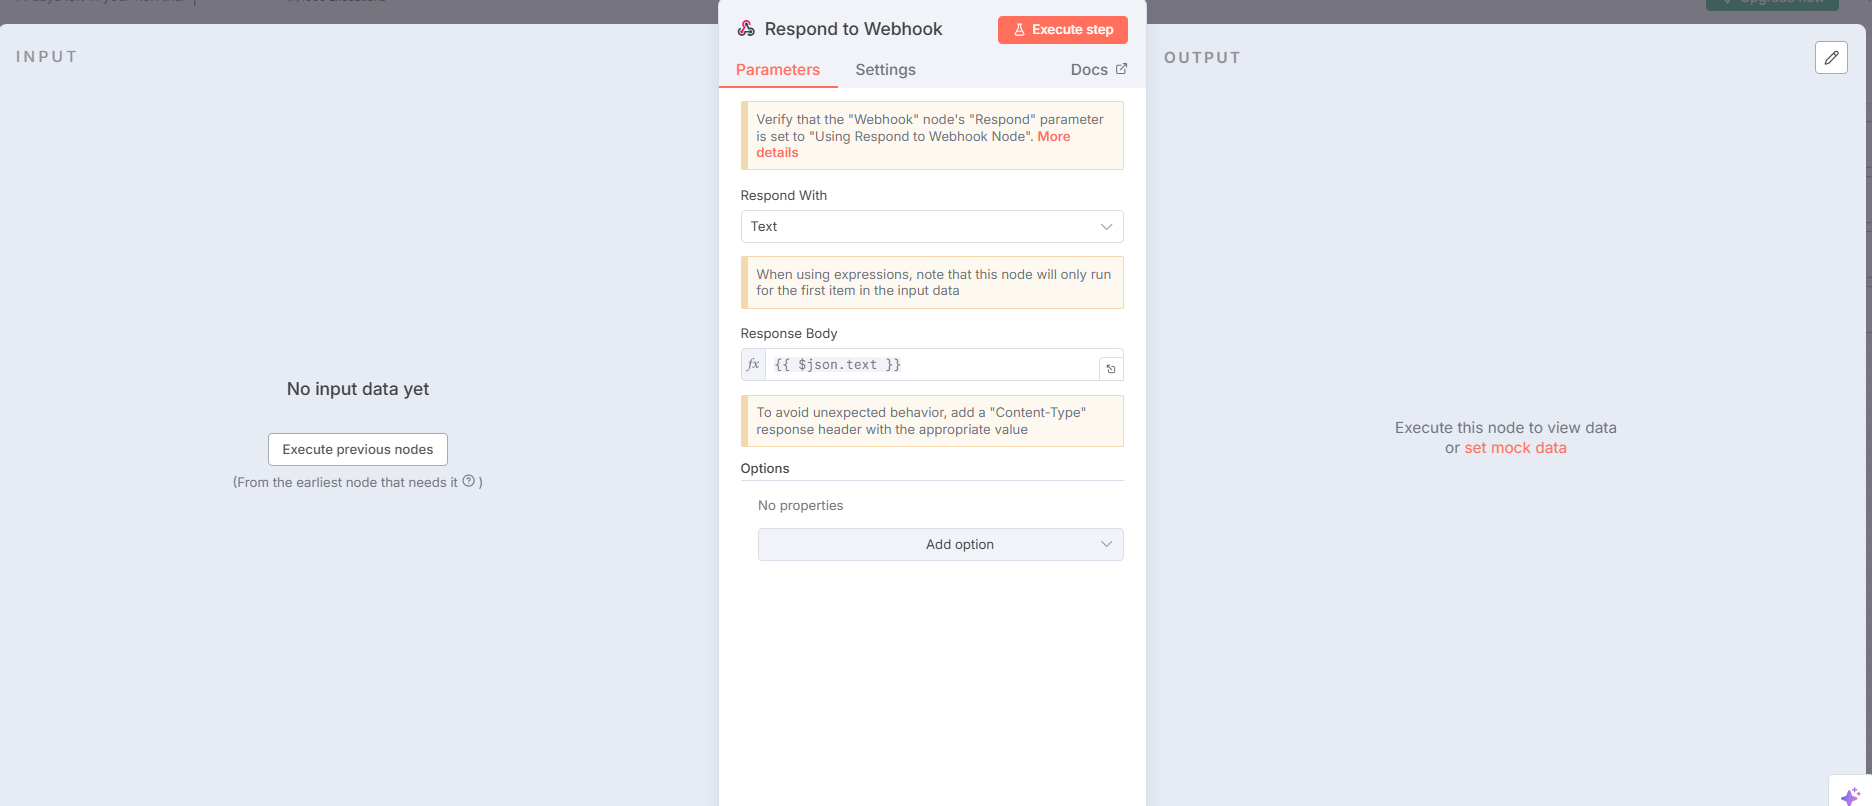 INPUT
No input data yet
Execute previous nodes
(From the earliest node that needs it ? )
Respond to Webhook
Execute step
Parameters
Settings
Docs
Verify that the "Webhook" node's "Respond" parameter
is set to "Using Respond to Webhook Node". More
details
Respond With
Text
When using expressions, note that this node will only run
for the first item in the input data
Response Body
fx
{{ $json.text }}
To avoid unexpected behavior, add a "Content-Type"
response header with the appropriate value
Options
No properties
Add option
OUTPUT
Execute this node to view data
or set mock data